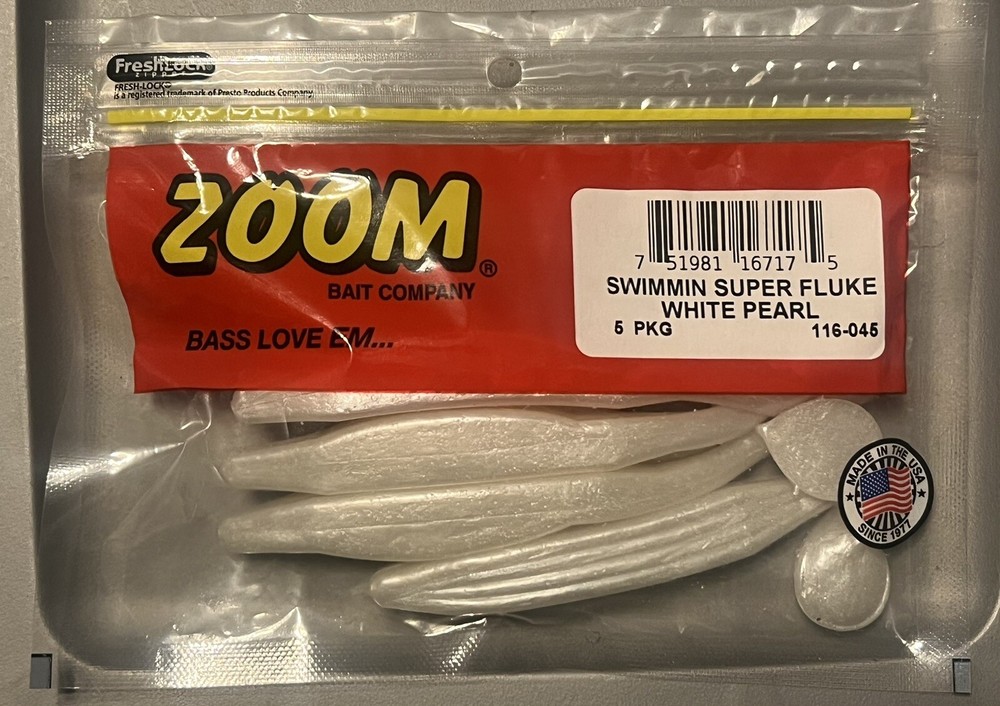 FreshLock
zipper
FRESH-LOCK®
is a registered trademark of Presto Products Company
ZOOM®
BAIT COMPANY
BASS LOVE EM...
7 51981 16717 5
SWIMMIN SUPER FLUKE
WHITE PEARL
5 PKG 116-045
MADE IN THE USA
SINCE 1977